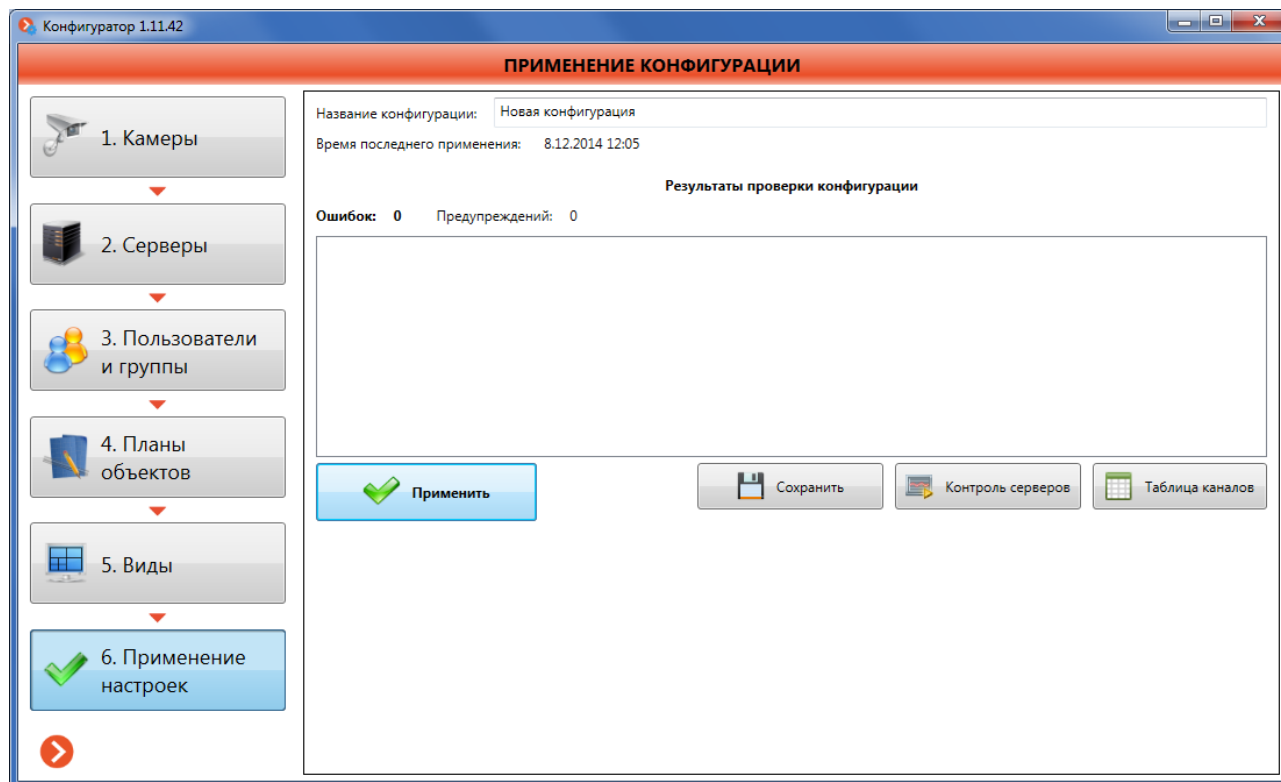 Конфигуратор 1.11.42
ПРИМЕНЕНИЕ КОНФИГУРАЦИИ
1. Камеры
2. Серверы
3. Пользователи
и группы
4. Планы
объектов
5. Виды
6. Применение
настроек
Название конфигурации: Новая конфигурация
Время последнего применения: 8.12.2014 12:05
Результаты проверки конфигурации
Ошибок: 0 Предупреждений: 0
Применить
Сохранить
Контроль серверов
Таблица каналов